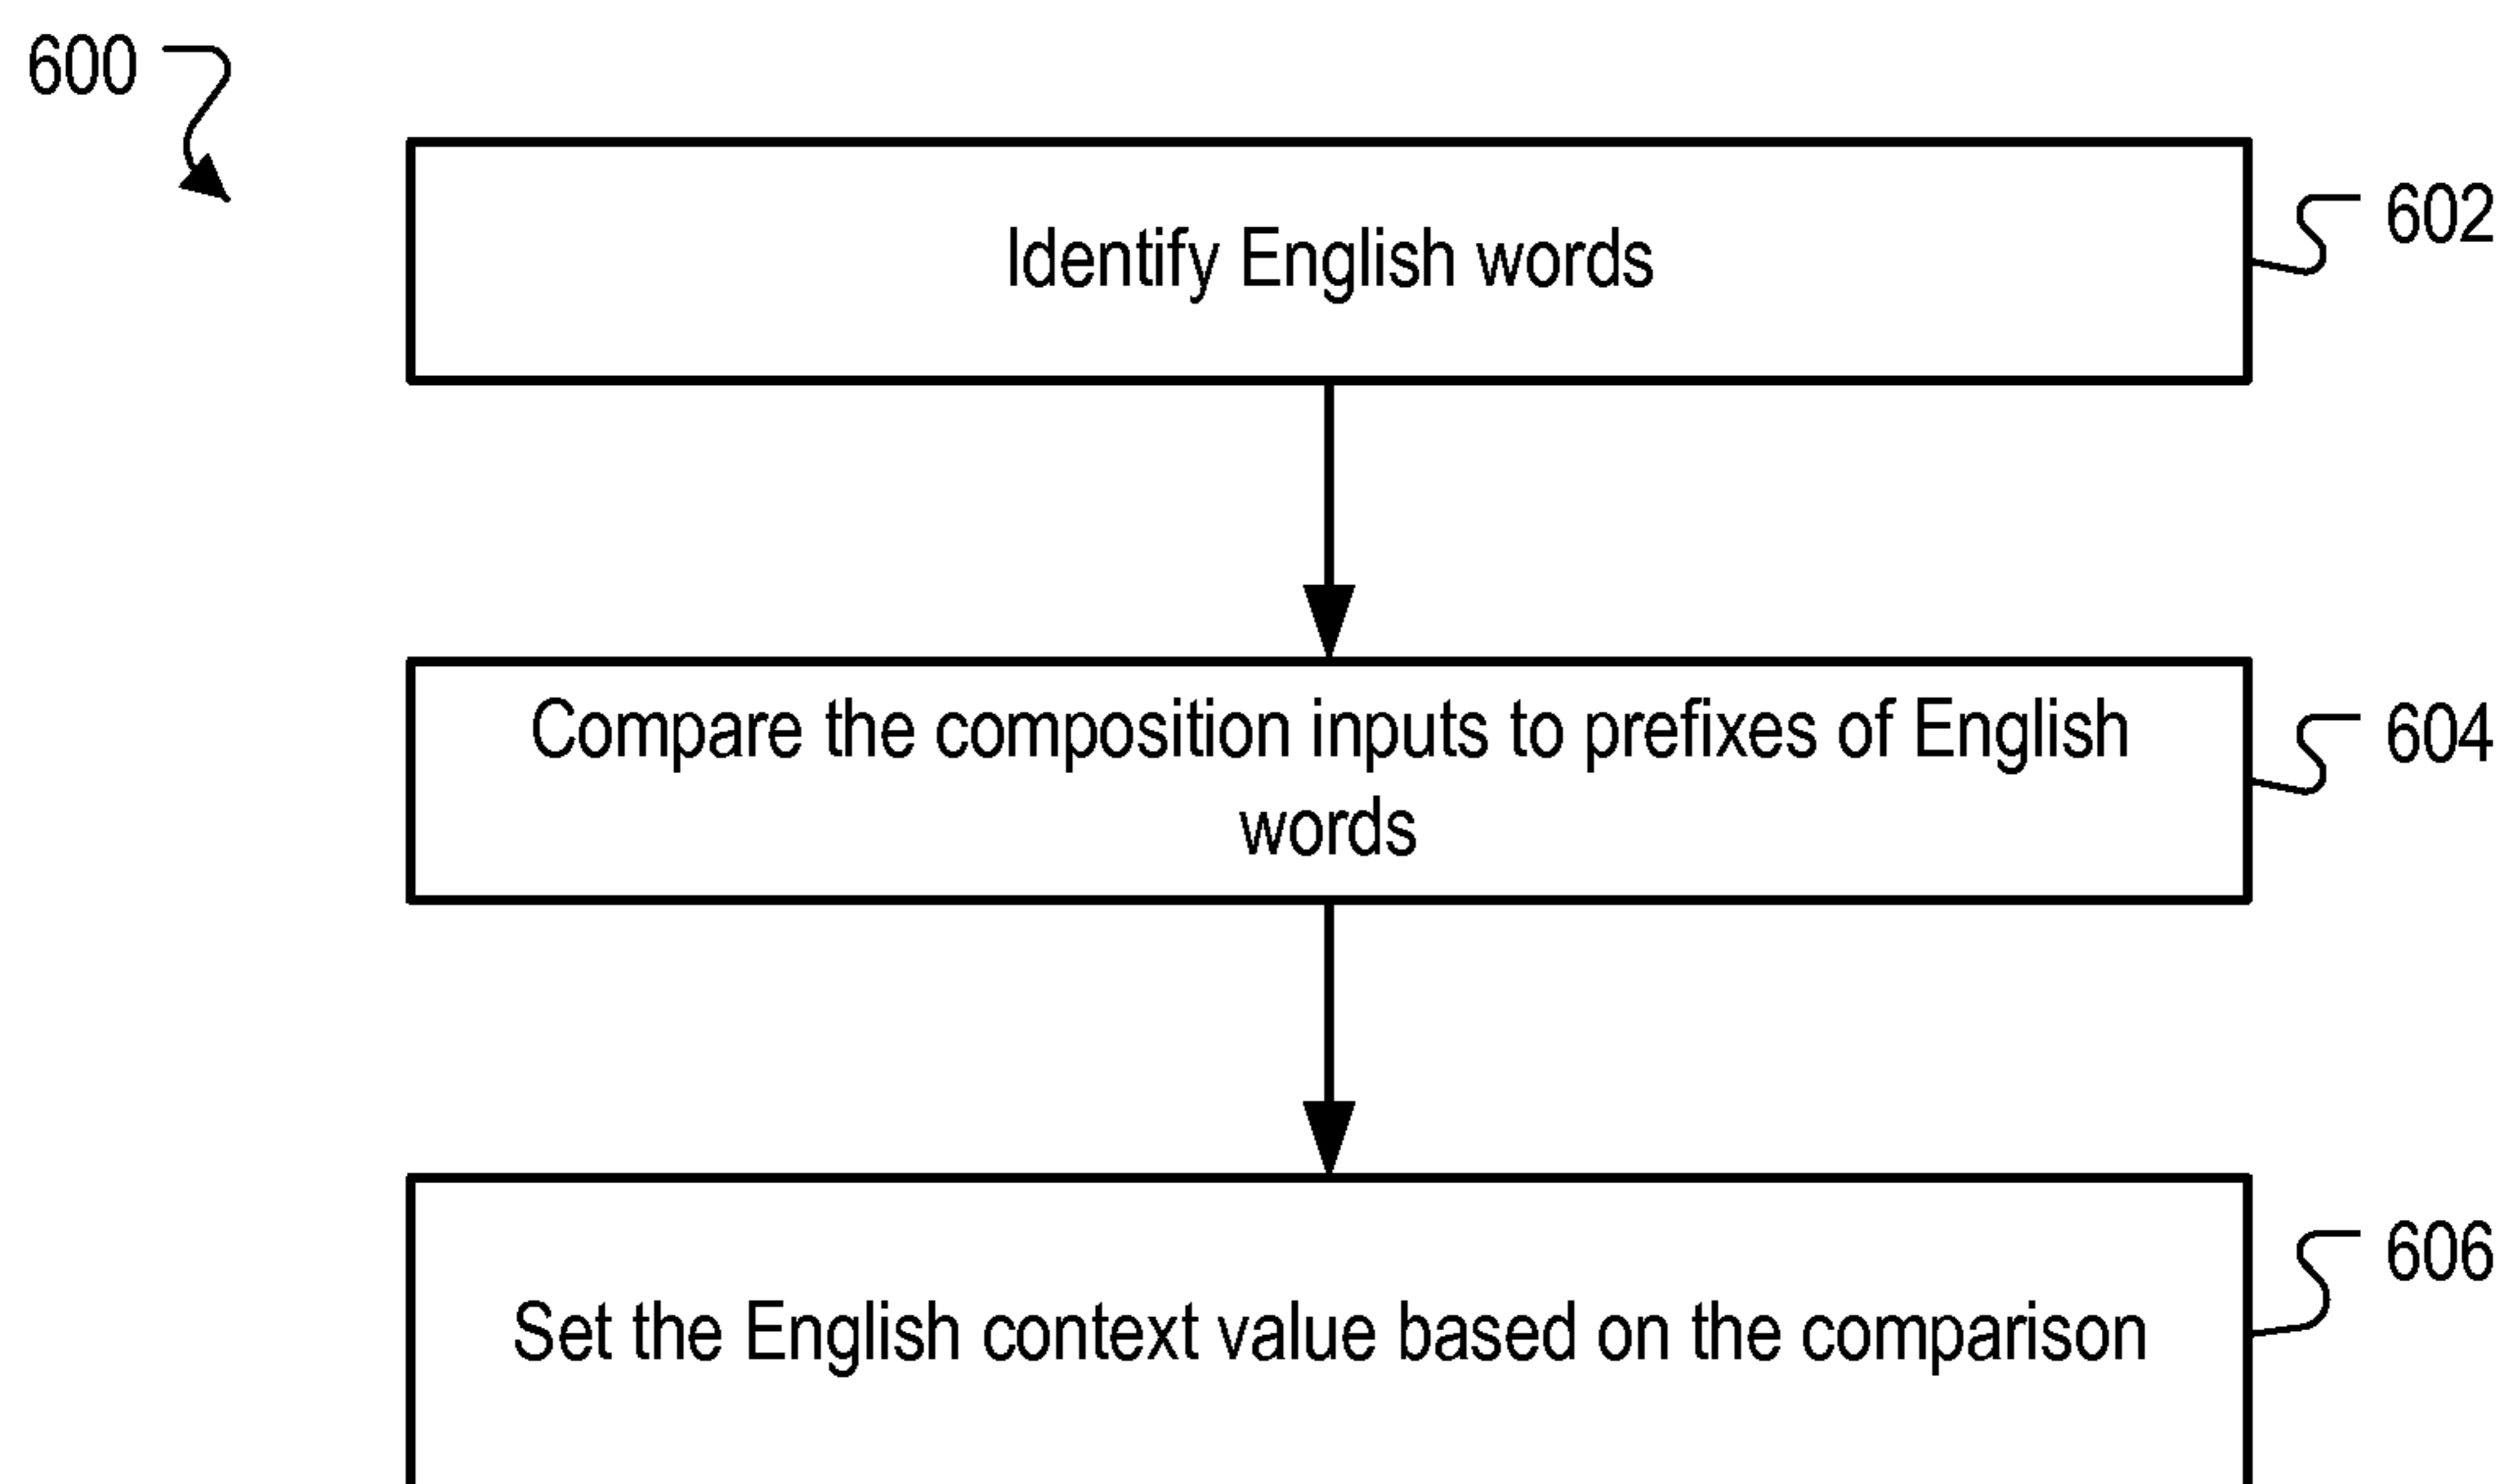 600
Identify English words
602
Compare the composition inputs to prefixes of English
words
604
Set the English context value based on the comparison
606